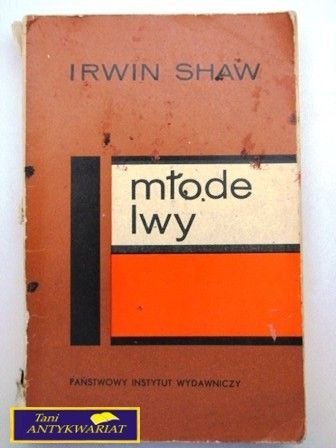 IRWIN SHAW
młode
lwy
PAŃSTWOWY INSTYTUT WYDAWNICZY
Tani
ANTYKWARIAT